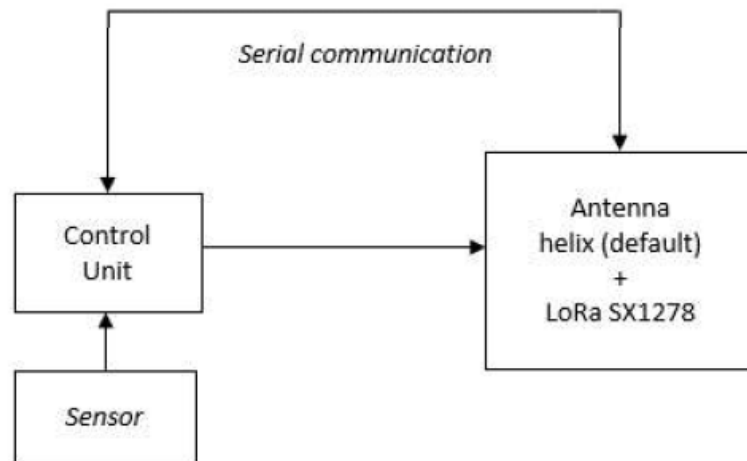 Serial communication
Control
Unit
Antenna
helix (default)
+
LoRa SX1278
Sensor